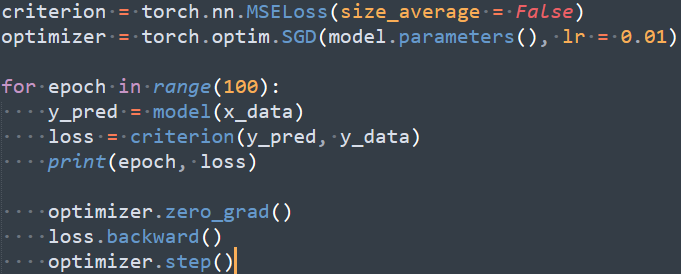 criterion = torch.nn.MSELoss(size_average = False)
optimizer = torch.optim.SGD(model.parameters(), lr = 0.01)
for epoch in range(100):
    y_pred = model(x_data)
    loss = criterion(y_pred, y_data)
    print(epoch, loss)
    optimizer.zero_grad()
    loss.backward()
    optimizer.step()